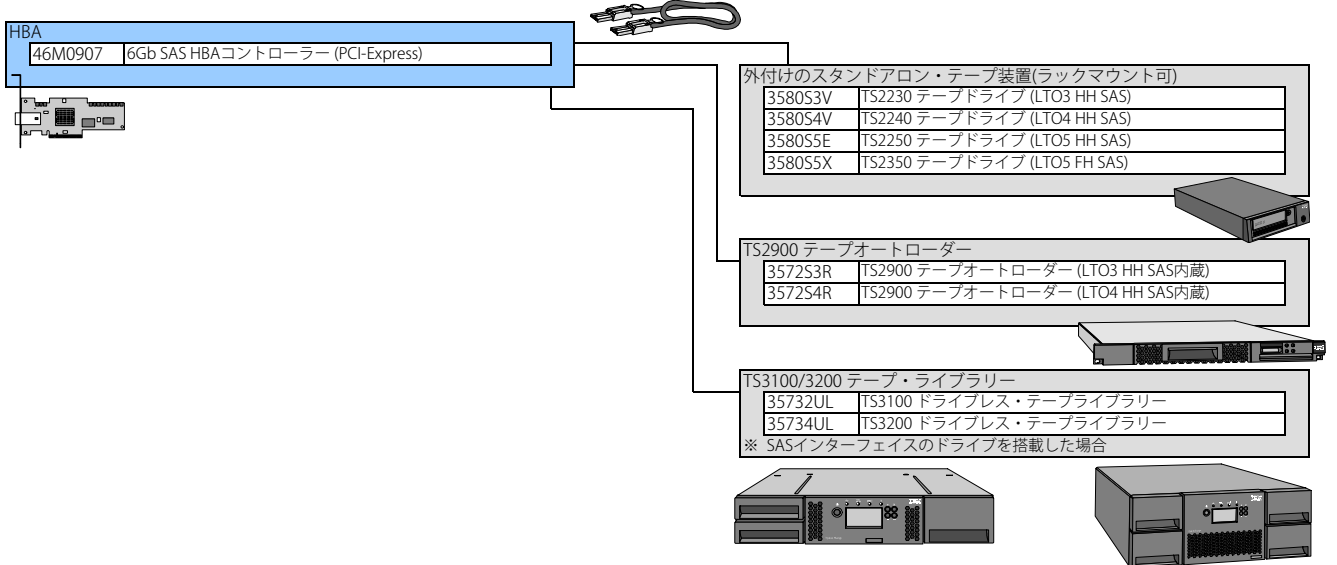 HBA
46M0907 6Gb SAS HBAコントローラー (PCI-Express)
外付けのスタンドアロン・テープ装置(ラックマウント可)
3580S3V TS2230 テープドライブ (LTO3 HH SAS)
3580S4V TS2240 テープドライブ (LTO4 HH SAS)
3580S5E TS2250 テープドライブ (LTO5 HH SAS)
3580S5X TS2350 テープドライブ (LTO5 FH SAS)
TS2900 テープオートローダー
3572S3R TS2900 テープオートローダー (LTO3 HH SAS内蔵)
3572S4R TS2900 テープオートローダー (LTO4 HH SAS内蔵)
TS3100/3200 テープ・ライブラリー
35732UL TS3100 ドライブレス・テープライブラリー
35734UL TS3200 ドライブレス・テープライブラリー
※ SASインターフェイスのドライブを搭載した場合